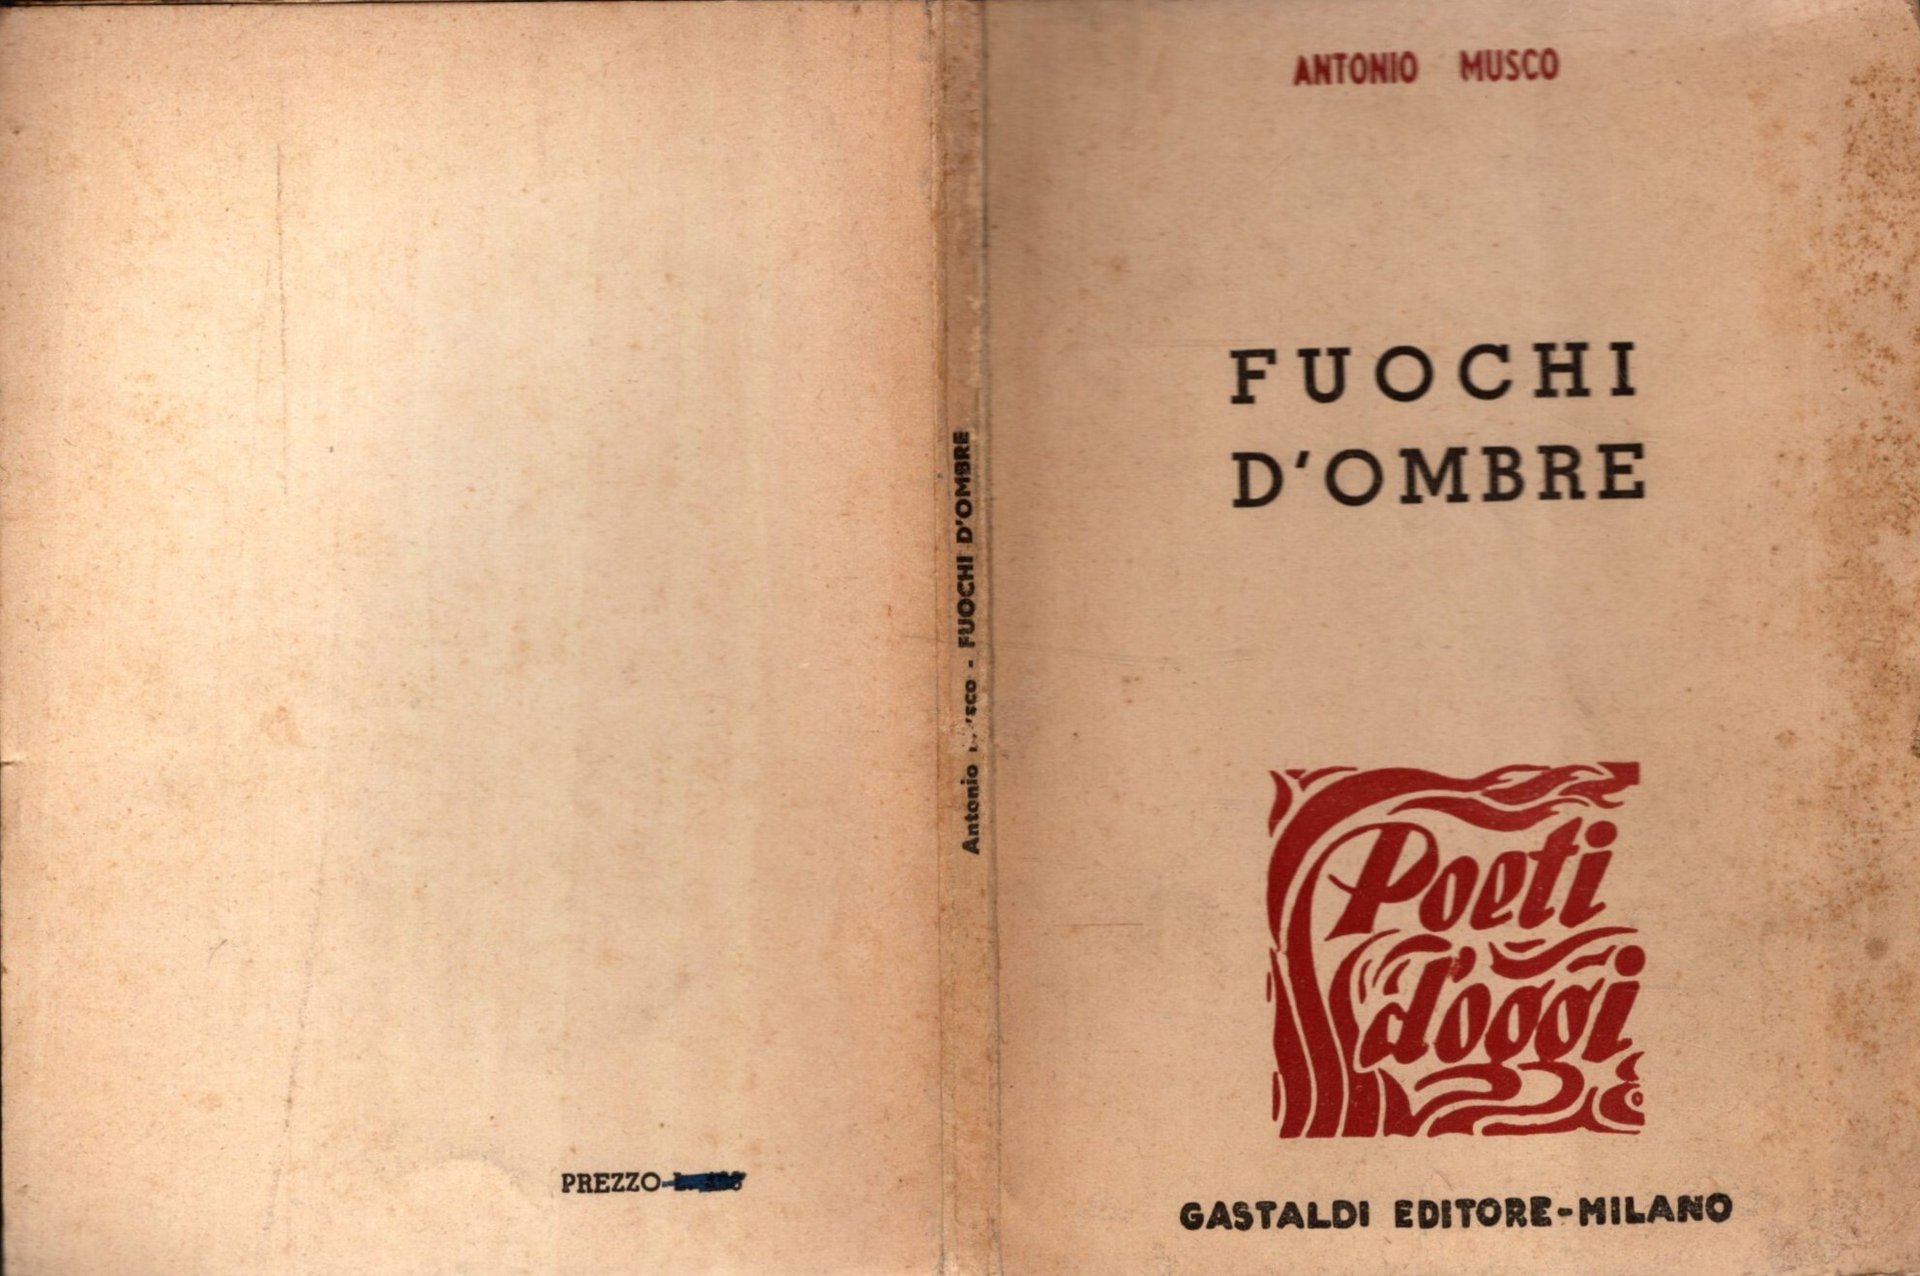 ANTONIO MUSCO
FUOCHI
D'OMBRE
Poeti
d'oggi
GASTALDI EDITORE-MILANO
Antonio - FUOCHI D'OMBRE
PREZZO L.